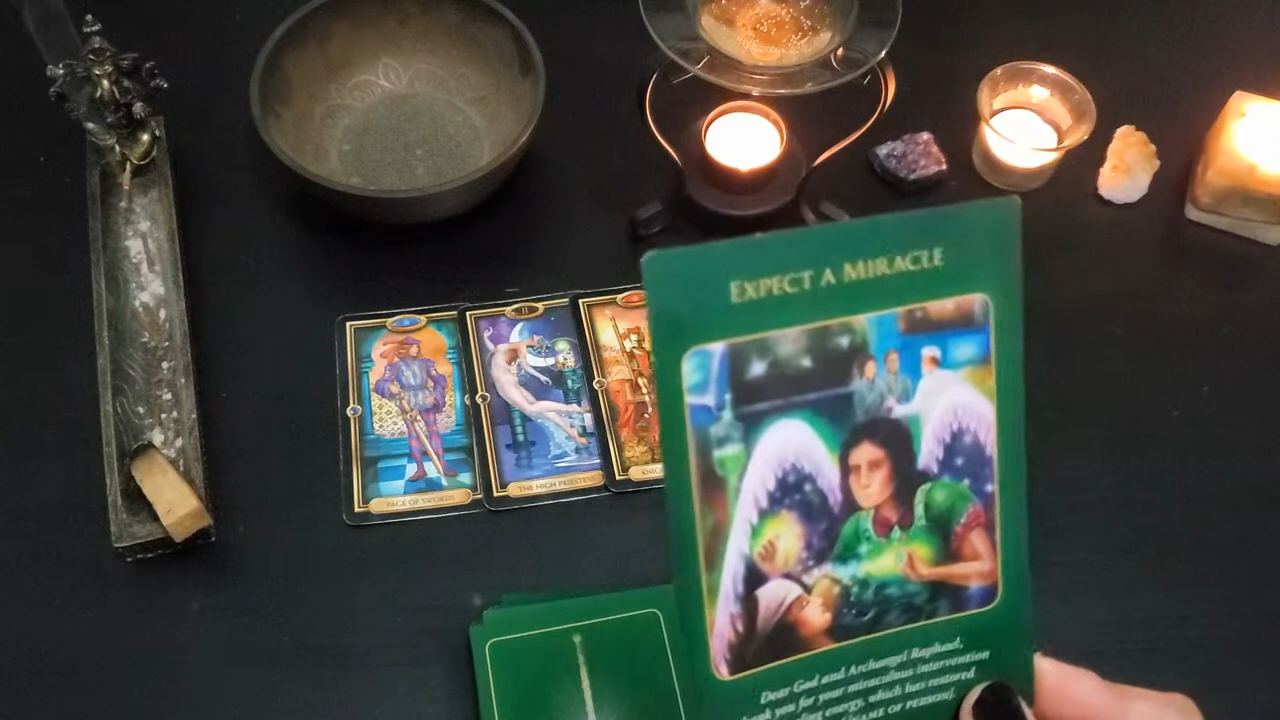 EXPECT A MIRACLE
II
PAGE OF SWORDS
THE HIGH PRIESTESS
Dear God and Archangel Raphael,
you for your miraculous intervention
energy, which has restored
[NAME OF PERSON].